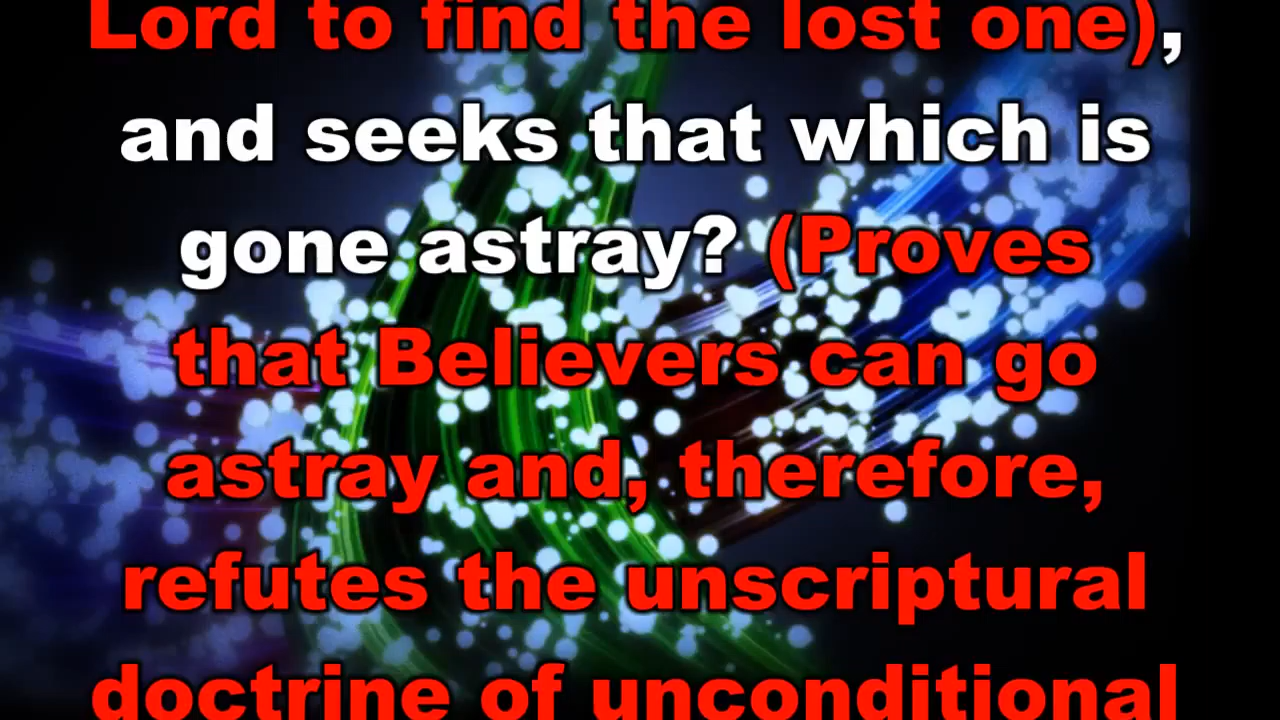 Lord to find the lost one),
and seeks that which is
gone astray? (Proves
that Believers can go
astray and, therefore,
refutes the unscriptural
doctrine of unconditional